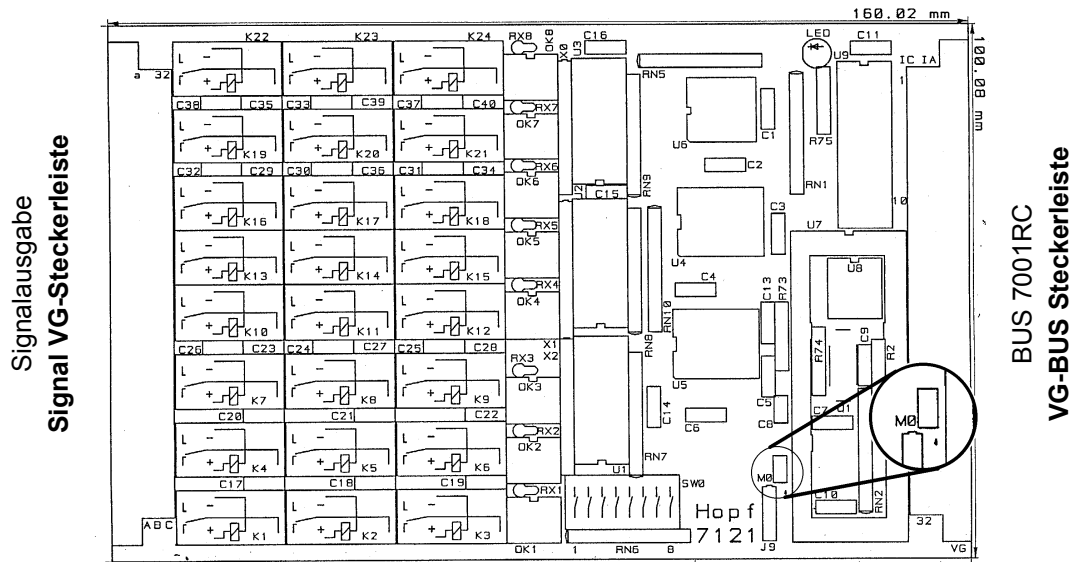 160.02 mm
100.08 mm
Signalausgabe
Signal VG-Steckerleiste
BUS 7001RC
VG-BUS Steckerleiste
K22 K23 K24 RX8 OK8 X0 U3 C16 LED C11
a 32 RN5 U9 IC IA 1
L - + L - + L - +
C38 C35 C33 C39 C37 C40 RX7 OK7 C1 R75
L - + K19 L - + K20 L - + K21 U6 C2 RN1
C32 C29 C30 C36 C31 C34 RX6 OK6 U2 C15 RN9 10
L - + K16 L - + K17 L - + K18 C3 U7
RX5 OK5 U4 U8
L - + K13 L - + K14 L - + K15
RX4 OK4 C4 C13 R73
L - + K10 L - + K11 L - + K12 RN10 RN8
C26 C23 C24 C27 C25 C28 X1 X2 R74 C9 R2
RX3 OK3 U5
L - + K7 L - + K8 L - + K9 C5 M0 4
C20 C21 C22 C14 C6 C8 C7 U1
RX2 OK2 RN7
L - + K4 L - + K5 L - + K6 U1 M0 4
C17 C18 C19 RX1 SW0 C10 RN2
ABC Hopf 32
L - + K1 L - + K2 L - + K3 7121
OK1 1 RN6 8 J9 VG